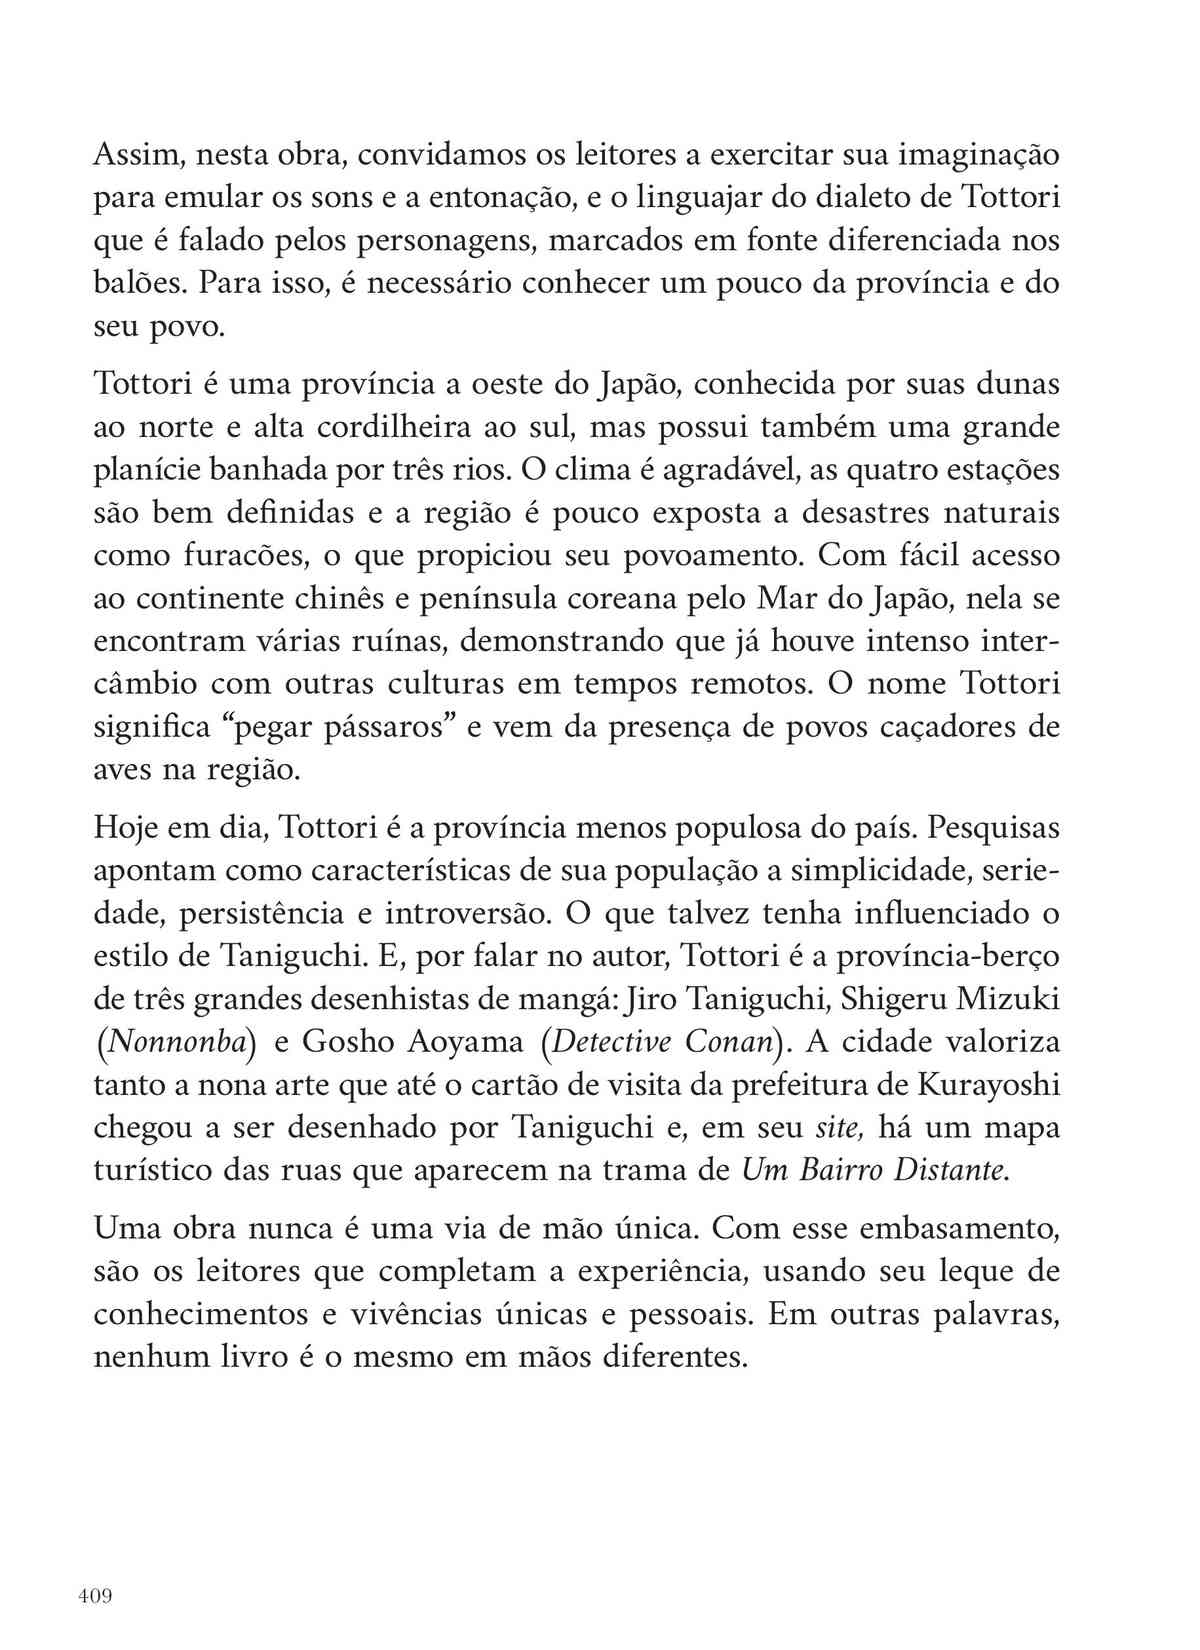 Assim, nesta obra, convidamos os leitores a exercitar sua imaginação
para emular os sons e a entonação, e o linguajar do dialeto de Tottori
que é falado pelos personagens, marcados em fonte diferenciada nos
balões. Para isso, é necessário conhecer um pouco da província e do
seu povo.
Tottori é uma província a oeste do Japão, conhecida por suas dunas
ao norte e alta cordilheira ao sul, mas possui também uma grande
planície banhada por três rios. O clima é agradável, as quatro estações
são bem definidas e a região é pouco exposta a desastres naturais
como furacões, o que propiciou seu povoamento. Com fácil acesso
ao continente chinês e península coreana pelo Mar do Japão, nela se
encontram várias ruínas, demonstrando que já houve intenso inter-
câmbio com outras culturas em tempos remotos. O nome Tottori
significa “pegar pássaros” e vem da presença de povos caçadores de
aves na região.
Hoje em dia, Tottori é a província menos populosa do país. Pesquisas
apontam como características de sua população a simplicidade, serie-
dade, persistência e introversão. O que talvez tenha influenciado o
estilo de Taniguchi. E, por falar no autor, Tottori é a província-berço
de três grandes desenhistas de mangá: Jiro Taniguchi, Shigeru Mizuki
(Nonnonba) e Gosho Aoyama (Detective Conan). A cidade valoriza
tanto a nona arte que até o cartão de visita da prefeitura de Kurayoshi
chegou a ser desenhado por Taniguchi e, em seu site, há um mapa
turístico das ruas que aparecem na trama de Um Bairro Distante.
Uma obra nunca é uma via de mão única. Com esse embasamento,
são os leitores que completam a experiência, usando seu leque de
conhecimentos e vivências únicas e pessoais. Em outras palavras,
nenhum livro é o mesmo em mãos diferentes.
409